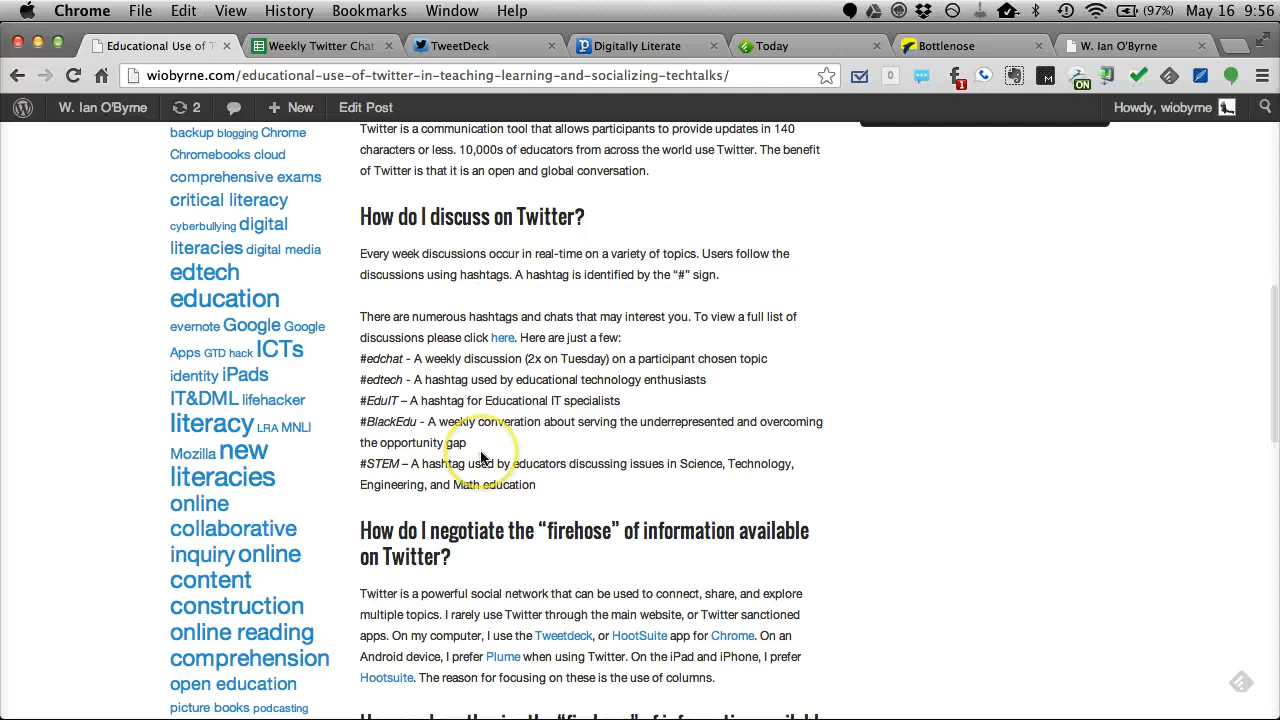 Chrome File Edit View History Bookmarks Window Help (97%) May 16 9:56
Educational Use of T Weekly Twitter Chat TweetDeck Digitally Literate Today Bottlenose W. Ian O'Byrne
wiobyrne.com/educational-use-of-twitter-in-teaching-learning-and-socializing-techtalks/ 0 1 ON
W. Ian O'Byrne 2 New Edit Post Howdy, wiobyrne
backup blogging Chrome
Chromebooks cloud
comprehensive exams
critical literacy
cyberbullying digital
literacies digital media
edtech
education
evernote Google Google
Apps GTD hack ICTs
identity iPads
IT&DML lifehacker
literacy LRA MNLI
Mozilla new
literacies
online
collaborative
inquiry online
content
construction
online reading
comprehension
open education
picture books podcasting
Twitter is a communication tool that allows participants to provide updates in 140
characters or less. 10,000s of educators from across the world use Twitter. The benefit
of Twitter is that it is an open and global conversation.
How do I discuss on Twitter?
Every week discussions occur in real-time on a variety of topics. Users follow the
discussions using hashtags. A hashtag is identified by the “#” sign.
There are numerous hashtags and chats that may interest you. To view a full list of
discussions please click here. Here are just a few:
#edchat - A weekly discussion (2x on Tuesday) on a participant chosen topic
#edtech - A hashtag used by educational technology enthusiasts
#EduIT – A hashtag for Educational IT specialists
#BlackEdu - A weekly converation about serving the underrepresented and overcoming
the opportunity gap
#STEM – A hashtag used by educators discussing issues in Science, Technology,
Engineering, and Math education
How do I negotiate the “firehose” of information available
on Twitter?
Twitter is a powerful social network that can be used to connect, share, and explore
multiple topics. I rarely use Twitter through the main website, or Twitter sanctioned
apps. On my computer, I use the Tweetdeck, or HootSuite app for Chrome. On an
Android device, I prefer Plume when using Twitter. On the iPad and iPhone, I prefer
Hootsuite. The reason for focusing on these is the use of columns.